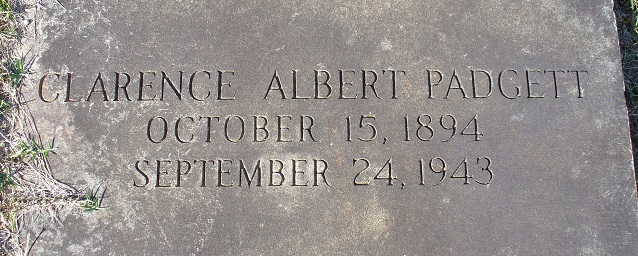 CLARENCE ALBERT PADGETT
OCTOBER 15, 1894
SEPTEMBER 24, 1943